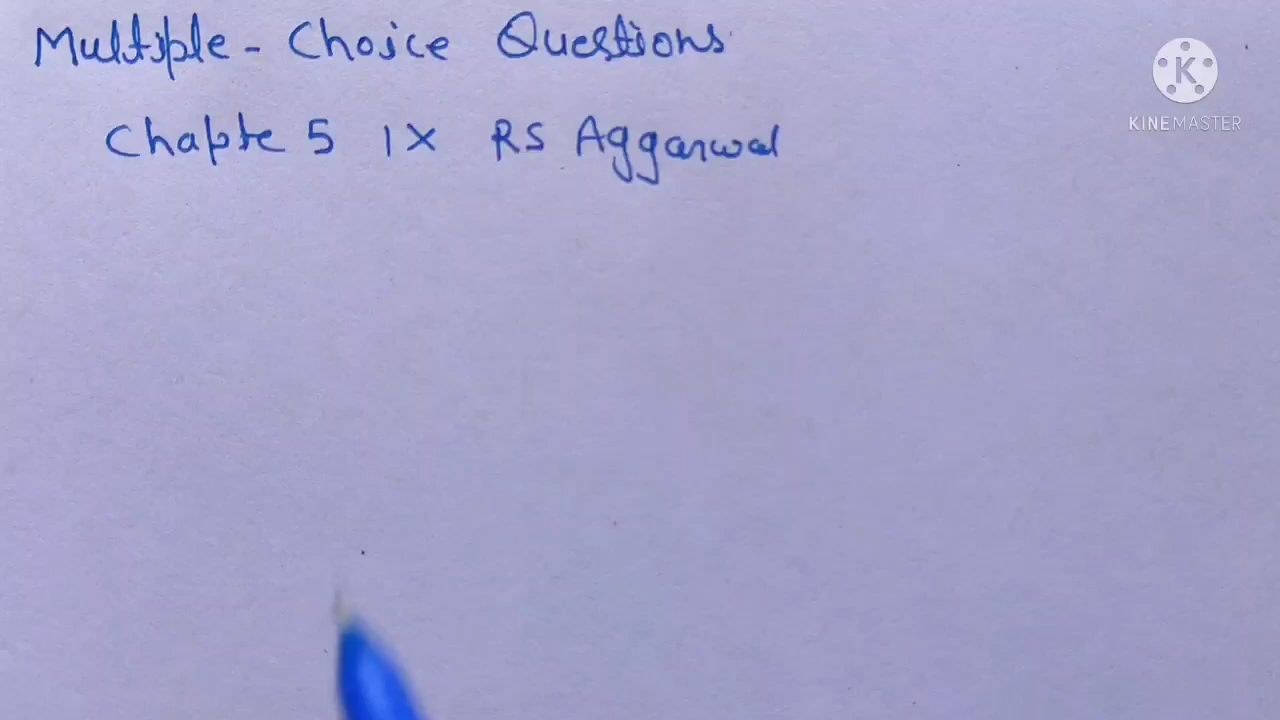 Multiple - Choice Questions
Chapte 5 IX RS Aggarwal
K
KINEMASTER